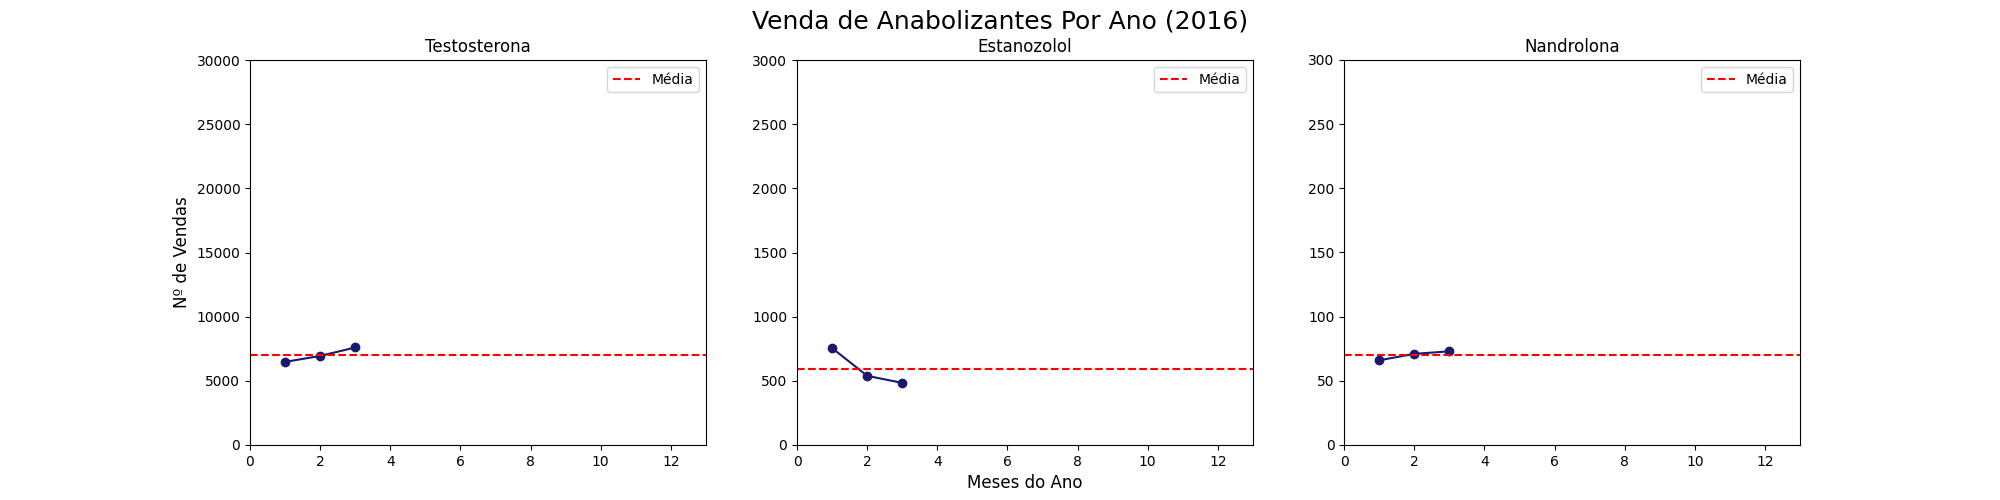 Venda de Anabolizantes Por Ano (2016)
Testosterona
Nº de Vendas
30000
25000
20000
15000
10000
5000
0
0 2 4 6 8 10 12
Média
Estanozolol
3000
2500
2000
1500
1000
500
0
0 2 4 6 8 10 12
Média
Meses do Ano
Nandrolona
300
250
200
150
100
50
0
0 2 4 6 8 10 12
Média